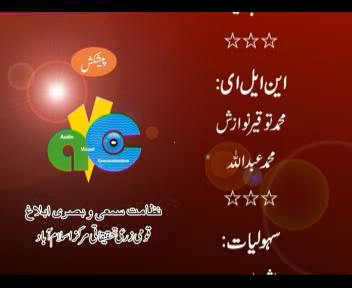 پیشکش
Audio
Visual
Communications
نظامت سمعی و بصری ابلاغ
قومی زرعی تحقیقاتی مرکز اسلام آباد
☆☆☆
این ایل ای:
محمد توقیر نوازش
محمد عبداللہ
☆☆☆
سہولیات: